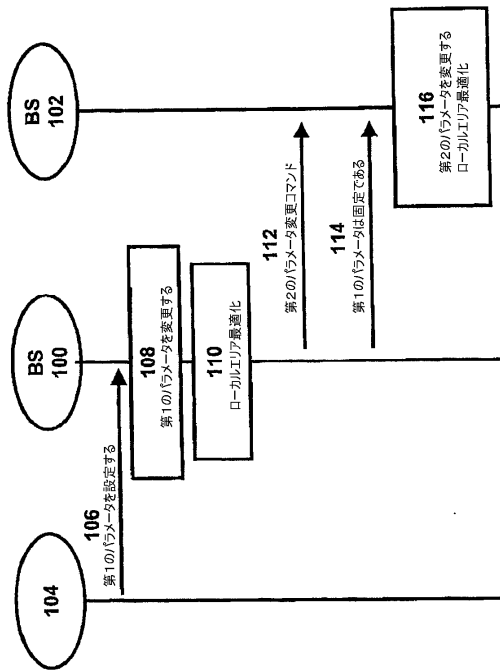 104
BS
100
BS
102
106
第1のパラメータを設定する
108
第1のパラメータを変更する
110
ローカルエリア最適化
112
第2のパラメータ変更コマンド
114
第1のパラメータは固定である
116
第2のパラメータを変更する
ローカルエリア最適化